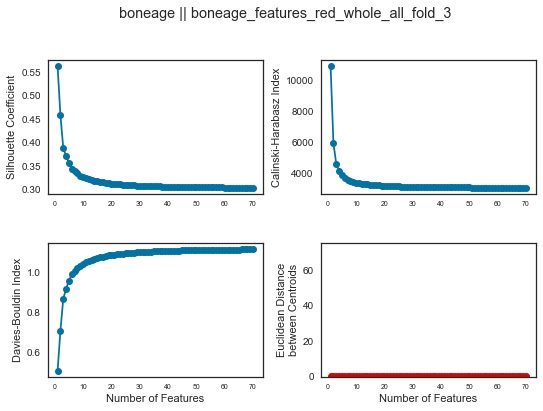 boneage || boneage_features_red_whole_all_fold_3
Silhouette Coefficient
0.55
0.50
0.45
0.40
0.35
0.30
0 10 20 30 40 50 60 70
Calinski-Harabasz Index
10000
8000
6000
4000
0 10 20 30 40 50 60 70
Davies-Bouldin Index
1.0
0.8
0.6
0 10 20 30 40 50 60 70
Number of Features
Euclidean Distance
between Centroids
60
40
20
0
0 10 20 30 40 50 60 70
Number of Features